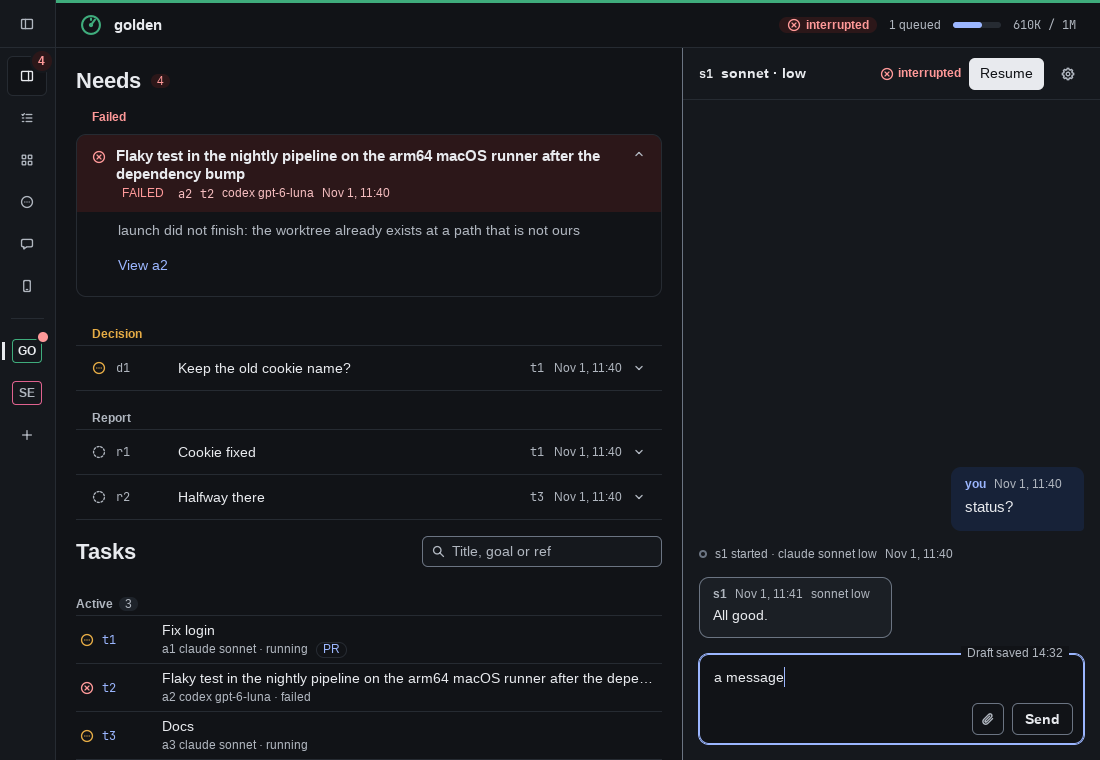 golden
interrupted
1 queued
610K / 1M
4
GO
SE
Needs 4
Failed
Flaky test in the nightly pipeline on the arm64 macOS runner after the
dependency bump
FAILED a2 t2 codex gpt-6-luna Nov 1, 11:40
launch did not finish: the worktree already exists at a path that is not ours
View a2
Decision
d1 Keep the old cookie name? t1 Nov 1, 11:40
Report
r1 Cookie fixed t1 Nov 1, 11:40
r2 Halfway there t3 Nov 1, 11:40
Tasks
Title, goal or ref
Active 3
t1 Fix login
a1 claude sonnet · running PR
t2 Flaky test in the nightly pipeline on the arm64 macOS runner after the depe…
a2 codex gpt-6-luna · failed
t3 Docs
a3 claude sonnet · running
s1 sonnet · low
interrupted
Resume
you Nov 1, 11:40
status?
s1 started · claude sonnet low Nov 1, 11:40
s1 Nov 1, 11:41 sonnet low
All good.
Draft saved 14:32
a message
Send